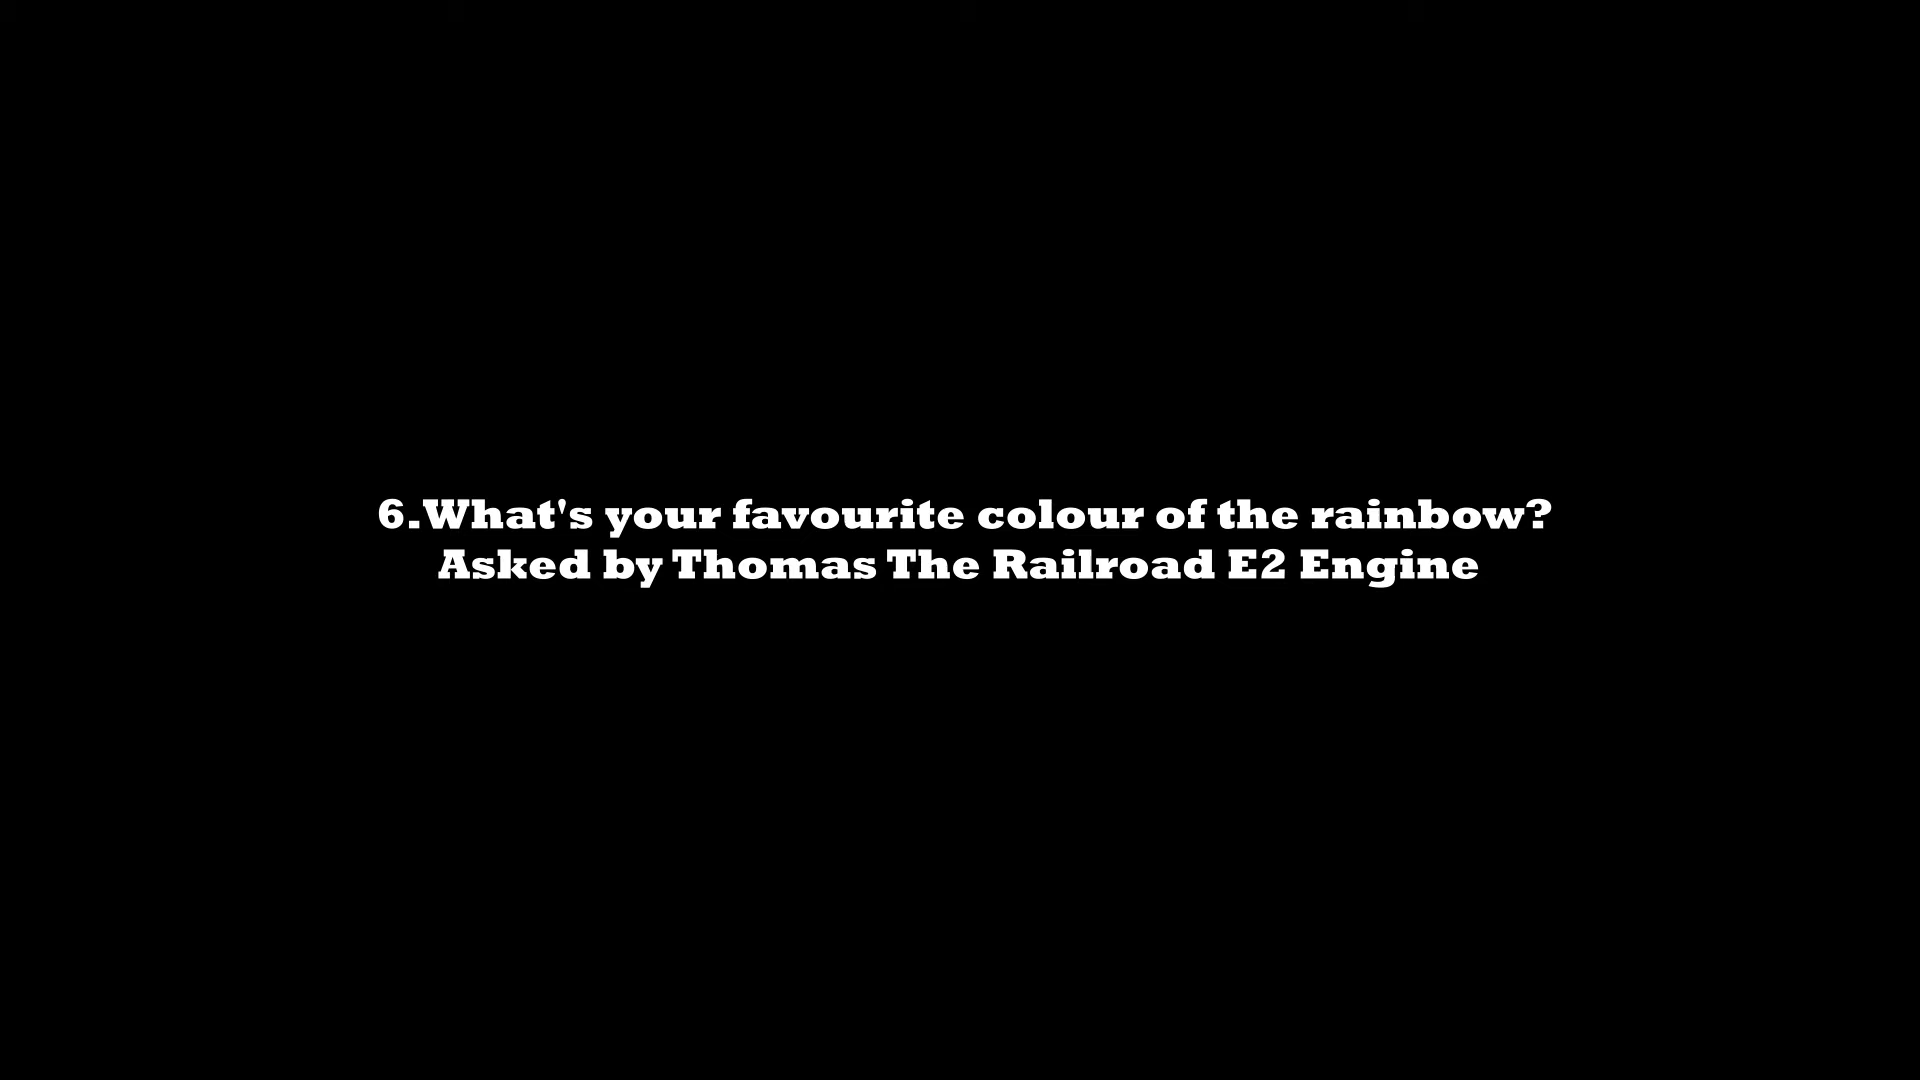 6.What's your favourite colour of the rainbow?
Asked by Thomas The Railroad E2 Engine